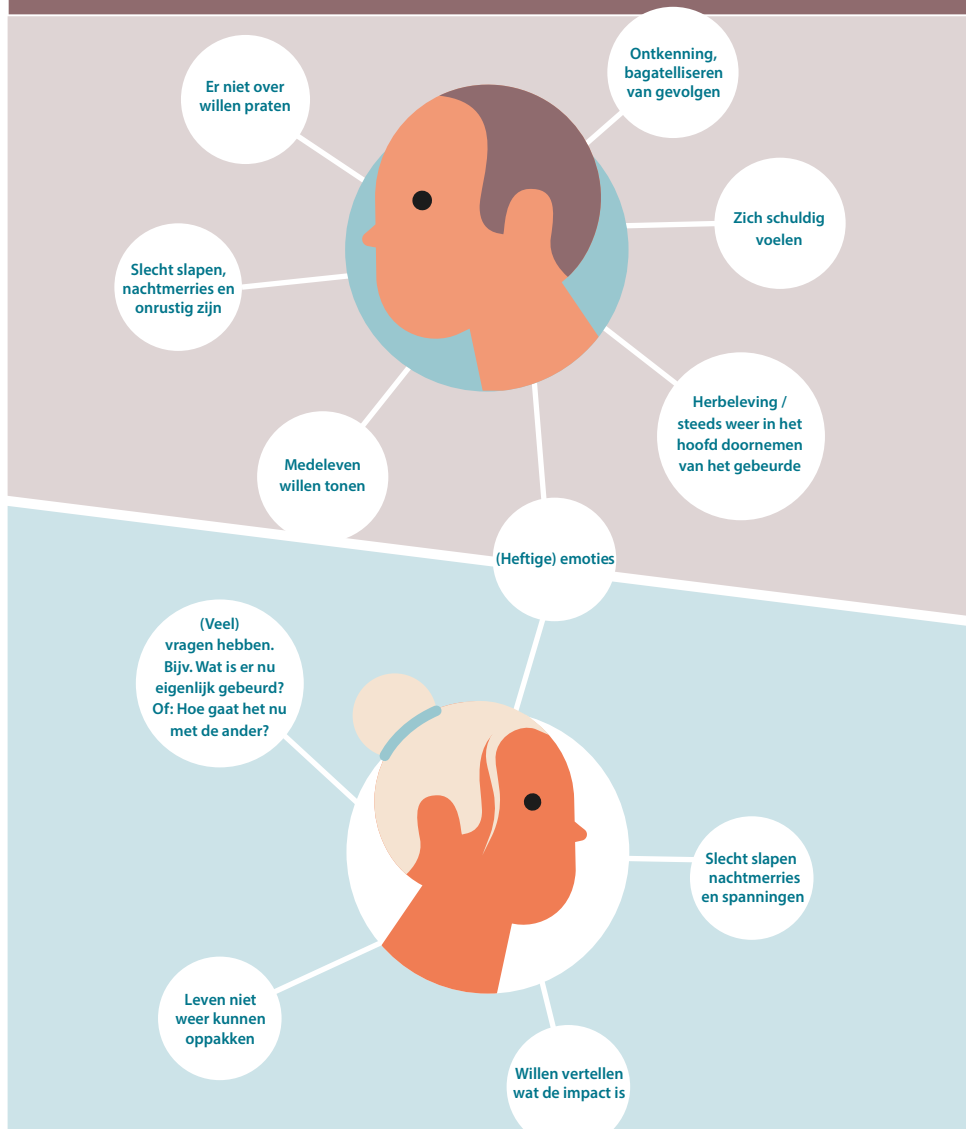 Er niet over
willen praten
Ontkenning,
bagatelliseren
van gevolgen
Zich schuldig
voelen
Slecht slapen,
nachtmerries en
onrustig zijn
Herbeleving /
steeds weer in het
hoofd doornemen
van het gebeurde
Medeleven
willen tonen
(Heftige) emoties
(Veel)
vragen hebben.
Bijv. Wat is er nu
eigenlijk gebeurd?
Of: Hoe gaat het nu
met de ander?
Slecht slapen
nachtmerries
en spanningen
Leven niet
weer kunnen
oppakken
Willen vertellen
wat de impact is